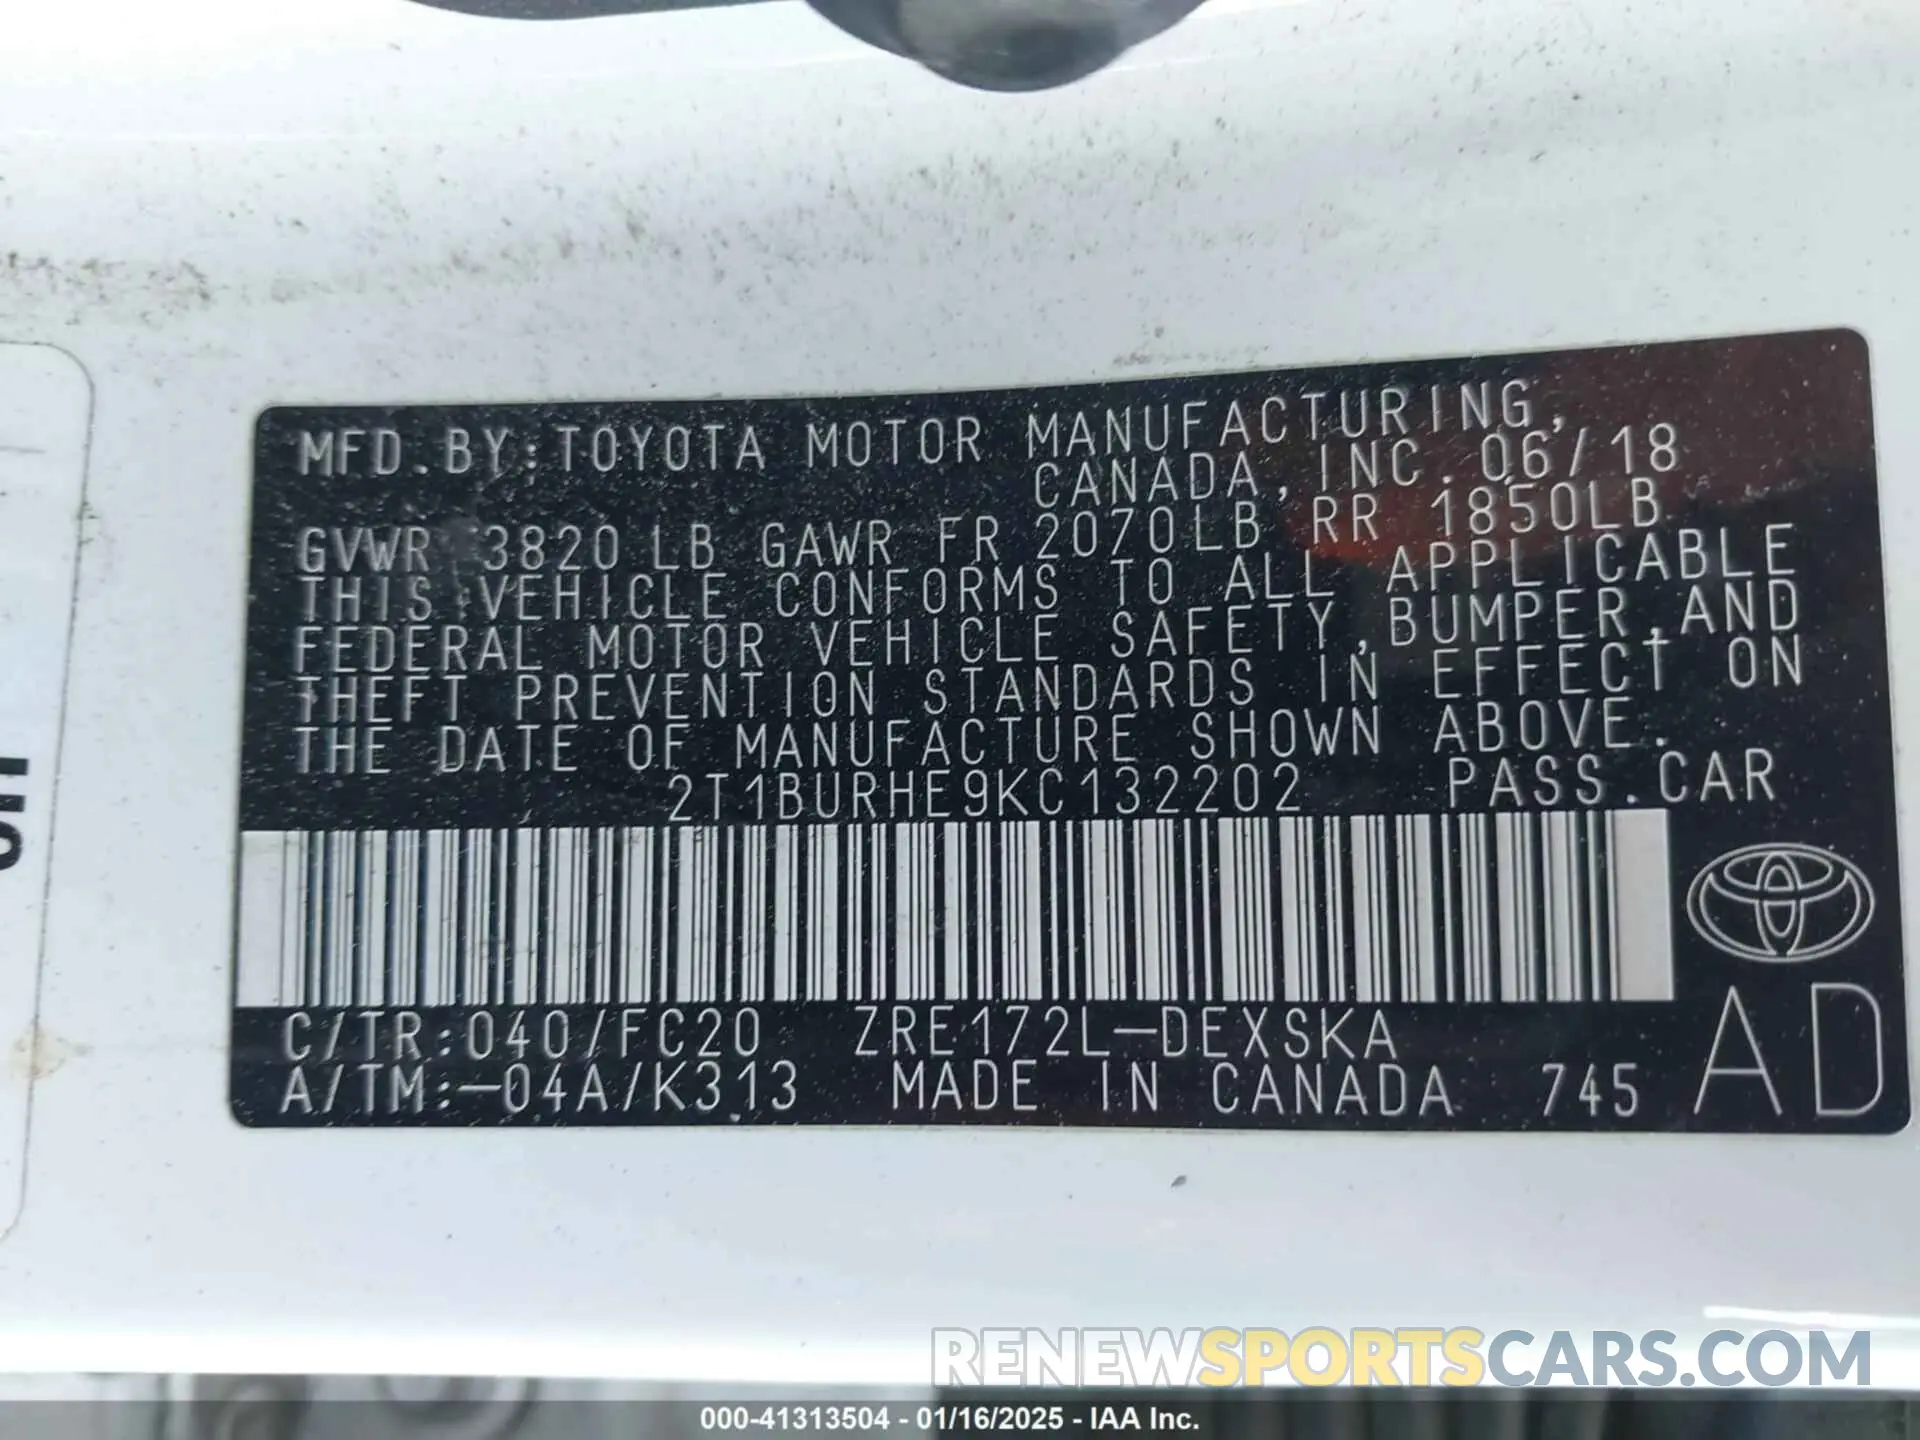 MFD.BY:TOYOTA MOTOR MANUFACTURING,
CANADA, INC. 06/18
GVWR 3820 LB GAWR FR 2070LB RR 1850LB
THIS VEHICLE CONFORMS TO ALL APPLICABLE
FEDERAL MOTOR VEHICLE SAFETY,BUMPER,AND
THEFT PREVENTION STANDARDS IN EFFECT ON
THE DATE OF MANUFACTURE SHOWN ABOVE.
2T1BURHE9KC132202 PASS.CAR
C/TR:040/FC20 ZRE172L-DEXSKA
A/TM:-04A/K313 MADE IN CANADA 745
AD
RENEWSPORTSCARS.COM
000-41313504 - 01/16/2025 - IAA Inc.